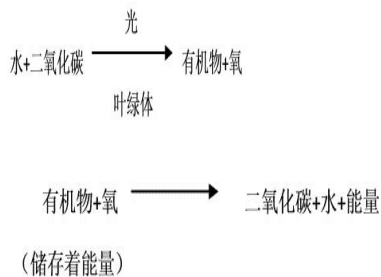 光
水+二氧化碳 有机物+氧
叶绿体
有机物+氧 二氧化碳+水+能量
（储存着能量）